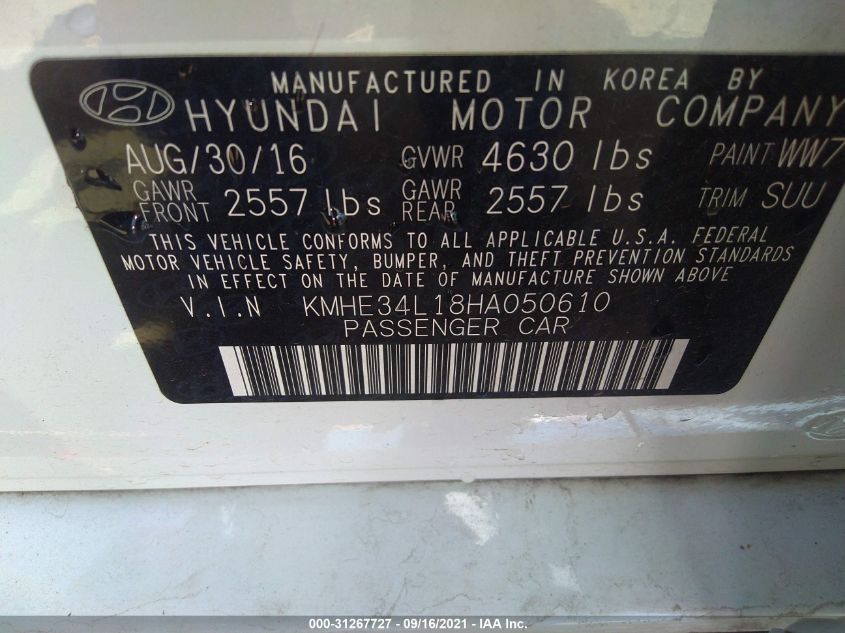 MANUFACTURED IN KOREA BY
HYUNDAI MOTOR COMPANY
AUG/30/16 GVWR 4630 lbs PAINT WW7
GAWR FRONT 2557 lbs GAWR REAR 2557 lbs TRIM SUU
THIS VEHICLE CONFORMS TO ALL APPLICABLE U.S.A. FEDERAL
MOTOR VEHICLE SAFETY, BUMPER, AND THEFT PREVENTION STANDARDS
IN EFFECT ON THE DATE OF MANUFACTURE SHOWN ABOVE
V.I.N KMHE34L18HA050610
PASSENGER CAR
000-31267727 - 09/16/2021 - IAA Inc.